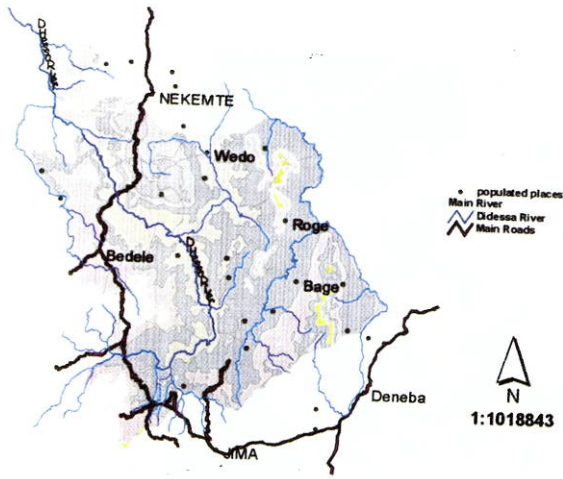 NEKEMTE
Wedo
populated places
Main River
Didessa River
Main Roads
Roge
Bedele
Bage
N
1:1018843
Deneba
JIMA